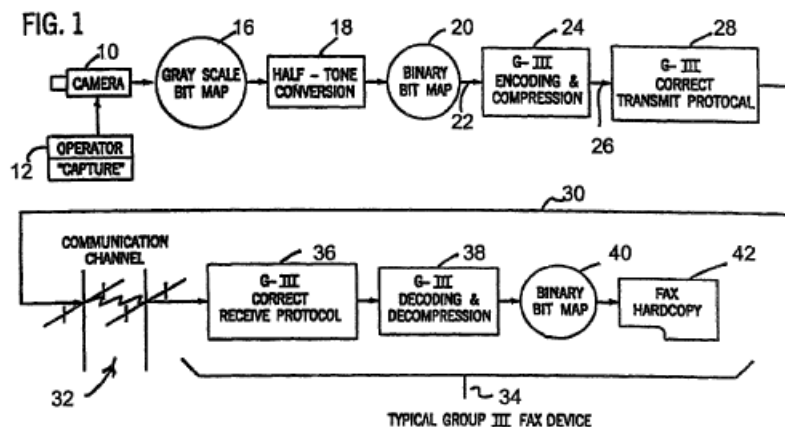 FIG. 1
10
16
18
20
24
28
CAMERA
GRAY SCALE
BIT MAP
HALF - TONE
CONVERSION
BINARY
BIT MAP
22
G-III
ENCODING &
COMPRESSION
26
G-III
CORRECT
TRANSMIT PROTOCAL
12
OPERATOR
"CAPTURE"
30
COMMUNICATION
CHANNEL
32
36
38
40
42
G-III
CORRECT
RECEIVE PROTOCOL
G-III
DECODING &
DECOMPRESSION
BINARY
BIT MAP
FAX
HARDCOPY
34
TYPICAL GROUP III FAX DEVICE